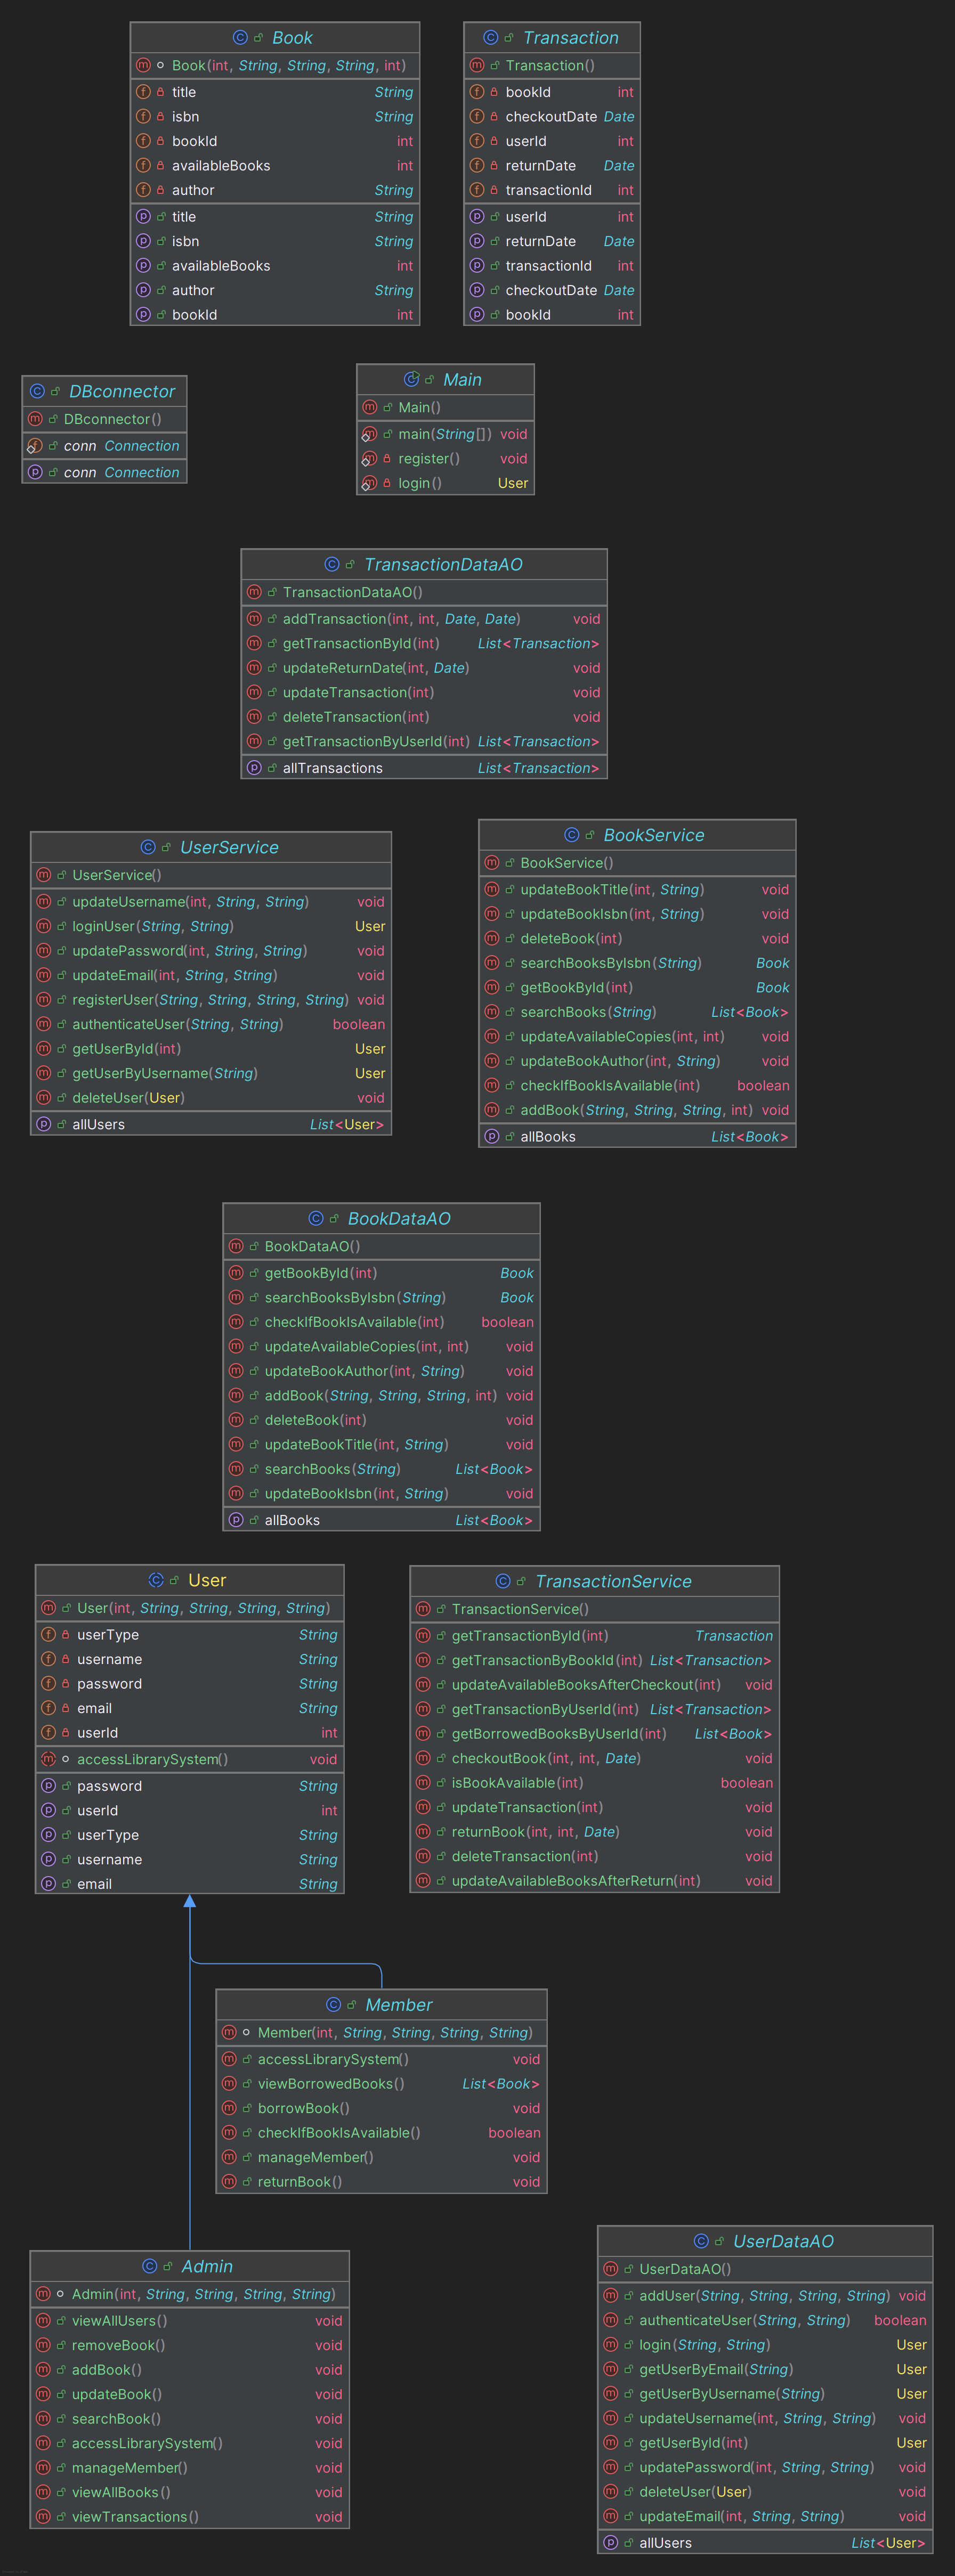 Book
Book(int, String, String, String, int)
title String
isbn String
bookId int
availableBooks int
author String
title String
isbn String
availableBooks int
author String
bookId int
Transaction
Transaction()
bookId int
checkoutDate Date
userId int
returnDate Date
transactionId int
userId int
returnDate Date
transactionId int
checkoutDate Date
bookId int
DBconnector
DBconnector()
conn Connection
conn Connection
Main
Main()
main(String[]) void
register() void
login() User
TransactionDataAO
TransactionDataAO()
addTransaction(int, int, Date, Date) void
getTransactionById(int) List<Transaction>
updateReturnDate(int, Date) void
updateTransaction(int) void
deleteTransaction(int) void
getTransactionByUserId(int) List<Transaction>
allTransactions List<Transaction>
UserService
UserService()
updateUsername(int, String, String) void
loginUser(String, String) User
updatePassword(int, String, String) void
updateEmail(int, String, String) void
registerUser(String, String, String, String) void
authenticateUser(String, String) boolean
getUserById(int) User
getUserByUsername(String) User
deleteUser(User) void
allUsers List<User>
BookService
BookService()
updateBookTitle(int, String) void
updateBookIsbn(int, String) void
deleteBook(int) void
searchBooksByIsbn(String) Book
getBookById(int) Book
searchBooks(String) List<Book>
updateAvailableCopies(int, int) void
updateBookAuthor(int, String) void
checkIfBookIsAvailable(int) boolean
addBook(String, String, String, int) void
allBooks List<Book>
BookDataAO
BookDataAO()
getBookById(int) Book
searchBooksByIsbn(String) Book
checkIfBookIsAvailable(int) boolean
updateAvailableCopies(int, int) void
updateBookAuthor(int, String) void
addBook(String, String, String, int) void
deleteBook(int) void
updateBookTitle(int, String) void
searchBooks(String) List<Book>
updateBookIsbn(int, String) void
allBooks List<Book>
User
User(int, String, String, String, String)
userType String
username String
password String
email String
userId int
accessLibrarySystem() void
password String
userId int
userType String
username String
email String
TransactionService
TransactionService()
getTransactionById(int) Transaction
getTransactionByBookId(int) List<Transaction>
updateAvailableBooksAfterCheckout(int) void
getTransactionByUserId(int) List<Transaction>
getBorrowedBooksByUserId(int) List<Book>
checkoutBook(int, int, Date) void
isBookAvailable(int) boolean
updateTransaction(int) void
returnBook(int, int, Date) void
deleteTransaction(int) void
updateAvailableBooksAfterReturn(int) void
Member
Member(int, String, String, String, String)
accessLibrarySystem() void
viewBorrowedBooks() List<Book>
borrowBook() void
checkIfBookIsAvailable() boolean
manageMember() void
returnBook() void
Admin
Admin(int, String, String, String, String)
viewAllUsers() void
removeBook() void
addBook() void
updateBook() void
searchBook() void
accessLibrarySystem() void
manageMember() void
viewAllBooks() void
viewTransactions() void
UserDataAO
UserDataAO()
addUser(String, String, String, String) void
authenticateUser(String, String) boolean
login(String, String) User
getUserByEmail(String) User
getUserByUsername(String) User
updateUsername(int, String, String) void
getUserById(int) User
updatePassword(int, String, String) void
deleteUser(User) void
updateEmail(int, String, String) void
allUsers List<User>